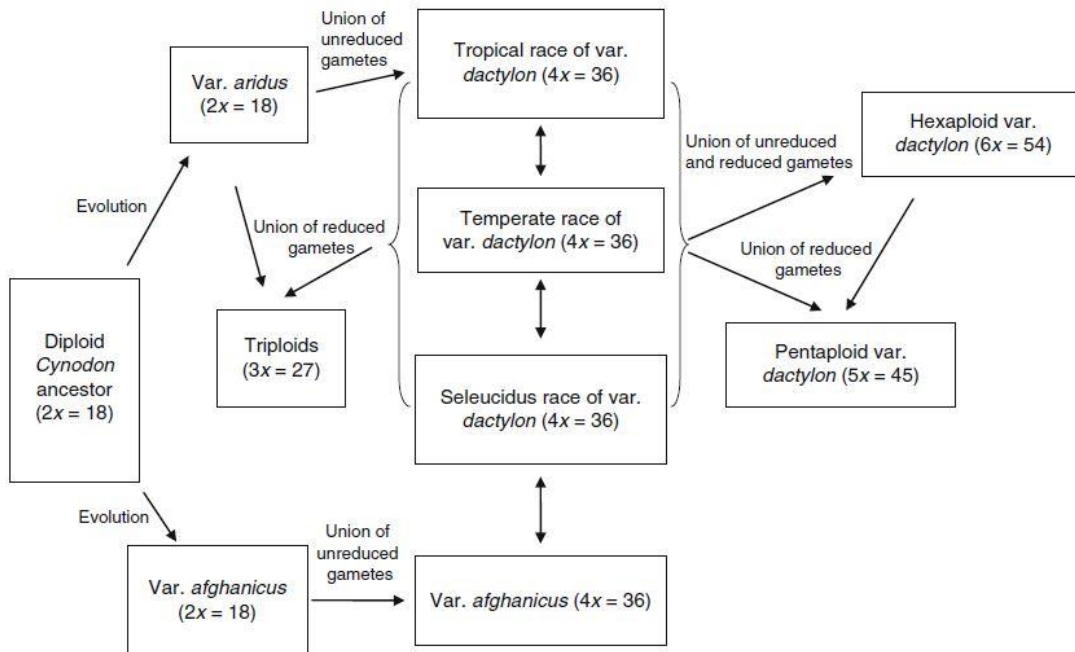 Union of
unreduced
gametes
Tropical race of var.
dactylon (4x = 36)
Var. aridus
(2x = 18)
Hexaploid var.
dactylon (6x = 54)
Union of unreduced
and reduced gametes
Evolution
Union of reduced
gametes
Temperate race of
var. dactylon (4x = 36)
Union of reduced
gametes
Diploid
Cynodon
ancestor
(2x = 18)
Triploids
(3x = 27)
Pentaploid var.
dactylon (5x = 45)
Seleucidus race of var.
dactylon (4x = 36)
Evolution
Union of
unreduced
gametes
Var. afghanicus
(2x = 18)
Var. afghanicus (4x = 36)